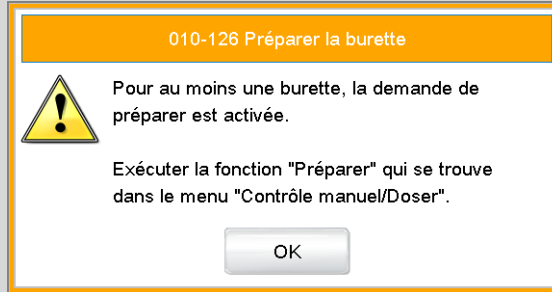 010-126 Préparer la burette
Pour au moins une burette, la demande de
préparer est activée.
Exécuter la fonction "Préparer" qui se trouve
dans le menu "Contrôle manuel/Doser".
OK